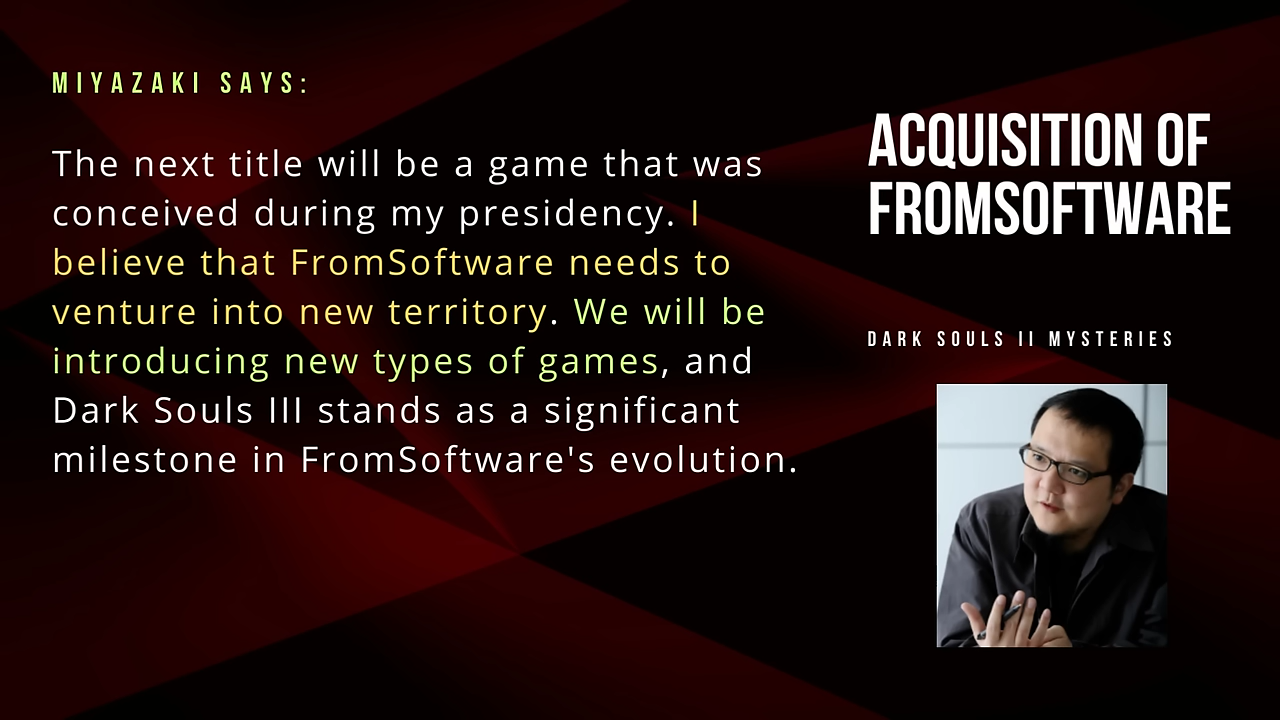 MIYAZAKI SAYS:
The next title will be a game that was
conceived during my presidency. I
believe that FromSoftware needs to
venture into new territory. We will be
introducing new types of games, and
Dark Souls III stands as a significant
milestone in FromSoftware's evolution.
ACQUISITION OF
FROMSOFTWARE
DARK SOULS II MYSTERIES